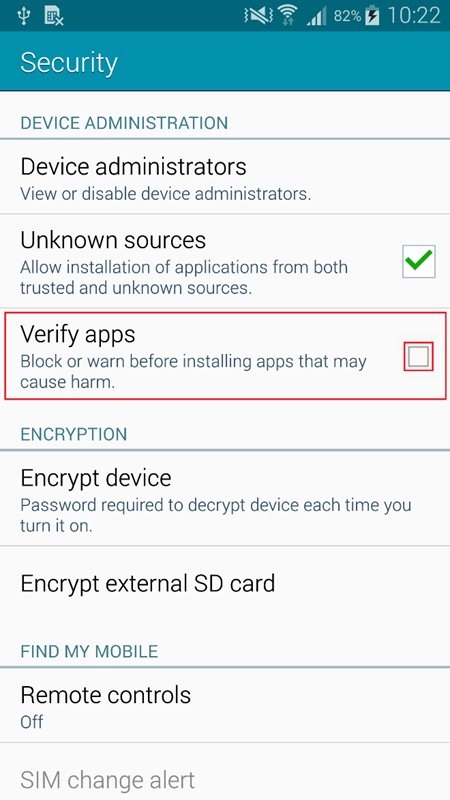 82% 10:22
Security
DEVICE ADMINISTRATION
Device administrators
View or disable device administrators.
Unknown sources
Allow installation of applications from both
trusted and unknown sources.
Verify apps
Block or warn before installing apps that may
cause harm.
ENCRYPTION
Encrypt device
Password required to decrypt device each time you
turn it on.
Encrypt external SD card
FIND MY MOBILE
Remote controls
Off
SIM change alert